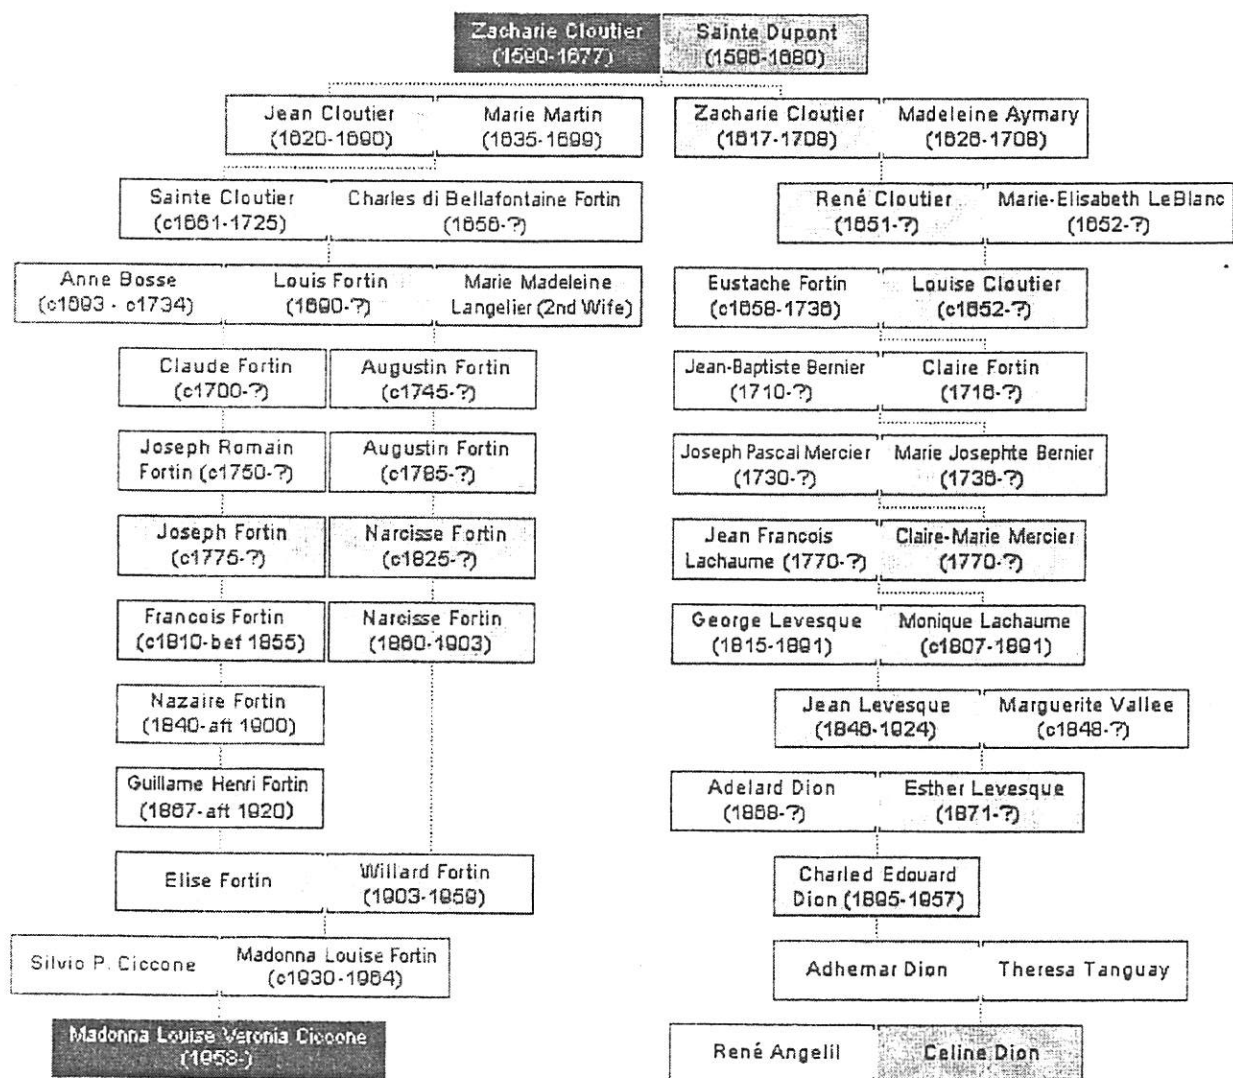 Zacharie Cloutier
(1590-1677)
Sainte Dupont
(1596-1680)
Jean Cloutier
(1620-1690)
Marie Martin
(1635-1699)
Zacharie Cloutier
(1617-1708)
Madeleine Aymary
(1626-1708)
Sainte Cloutier
(c1661-1725)
Charles di Bellafontaine Fortin
(1656-?)
René Cloutier
(1651-?)
Marie-Elisabeth LeBlanc
(1652-?)
Anne Bosse
(c1693 - c1734)
Louis Fortin
(1690-?)
Marie Madeleine
Langelier (2nd Wife)
Eustache Fortin
(c1658-1736)
Louise Cloutier
(c1652-?)
Claude Fortin
(c1700-?)
Augustin Fortin
(c1745-?)
Jean-Baptiste Bernier
(1710-?)
Claire Fortin
(1716-?)
Joseph Romain
Fortin (c1750-?)
Augustin Fortin
(c1785-?)
Joseph Pascal Mercier
(1730-?)
Marie Josephte Bernier
(1736-?)
Joseph Fortin
(c1775-?)
Narcisse Fortin
(c1825-?)
Jean Francois
Lachaume (1770-?)
Claire-Marie Mercier
(1770-?)
Francois Fortin
(c1810-bef 1855)
Narcisse Fortin
(1860-1903)
George Levesque
(1815-1891)
Monique Lachaume
(c1807-1891)
Nazaire Fortin
(1840-aft 1900)
Jean Levesque
(1846-1924)
Marguerite Vallee
(c1848-?)
Guillame Henri Fortin
(1867-aft 1920)
Adelard Dion
(1868-?)
Esther Levesque
(1871-?)
Elise Fortin
Willard Fortin
(1903-1959)
Charled Edouard
Dion (1895-1957)
Silvio P. Ciccone
Madonna Louise Fortin
(c1930-1964)
Adhemar Dion
Theresa Tanguay
Madonna Louise Veronia Ciccone
(1958-)
René Angelil
Celine Dion